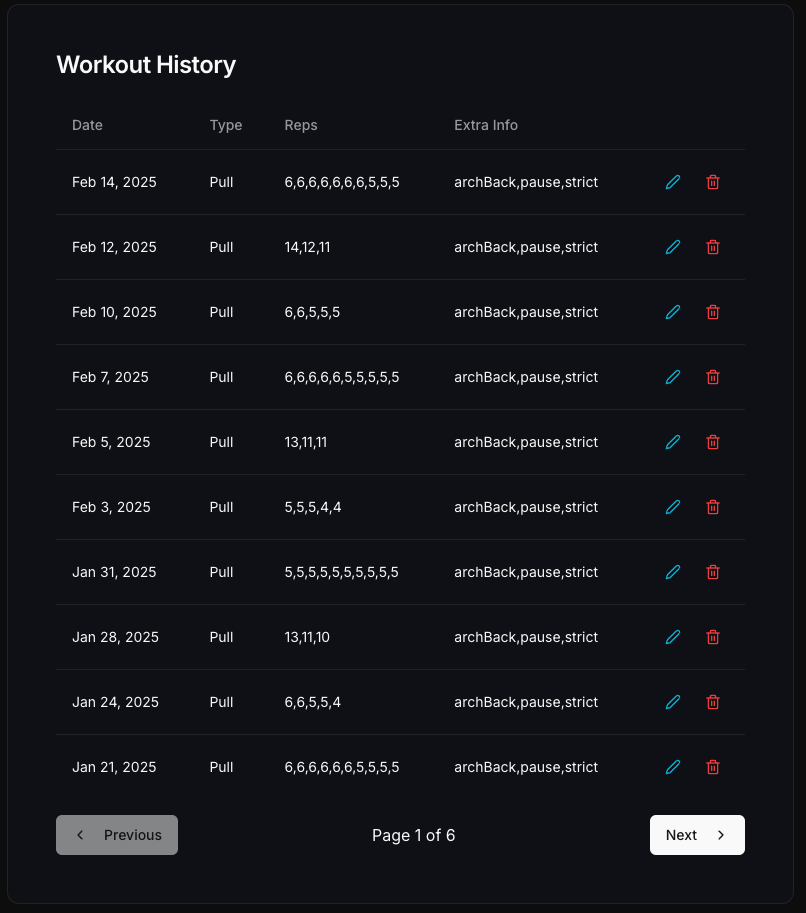 Workout History
Date Type Reps Extra Info
Feb 14, 2025 Pull 6,6,6,6,6,6,6,5,5,5 archBack,pause,strict
Feb 12, 2025 Pull 14,12,11 archBack,pause,strict
Feb 10, 2025 Pull 6,6,5,5,5 archBack,pause,strict
Feb 7, 2025 Pull 6,6,6,6,6,5,5,5,5,5 archBack,pause,strict
Feb 5, 2025 Pull 13,11,11 archBack,pause,strict
Feb 3, 2025 Pull 5,5,5,4,4 archBack,pause,strict
Jan 31, 2025 Pull 5,5,5,5,5,5,5,5,5,5 archBack,pause,strict
Jan 28, 2025 Pull 13,11,10 archBack,pause,strict
Jan 24, 2025 Pull 6,6,5,5,4 archBack,pause,strict
Jan 21, 2025 Pull 6,6,6,6,6,6,5,5,5,5 archBack,pause,strict
Previous Page 1 of 6 Next